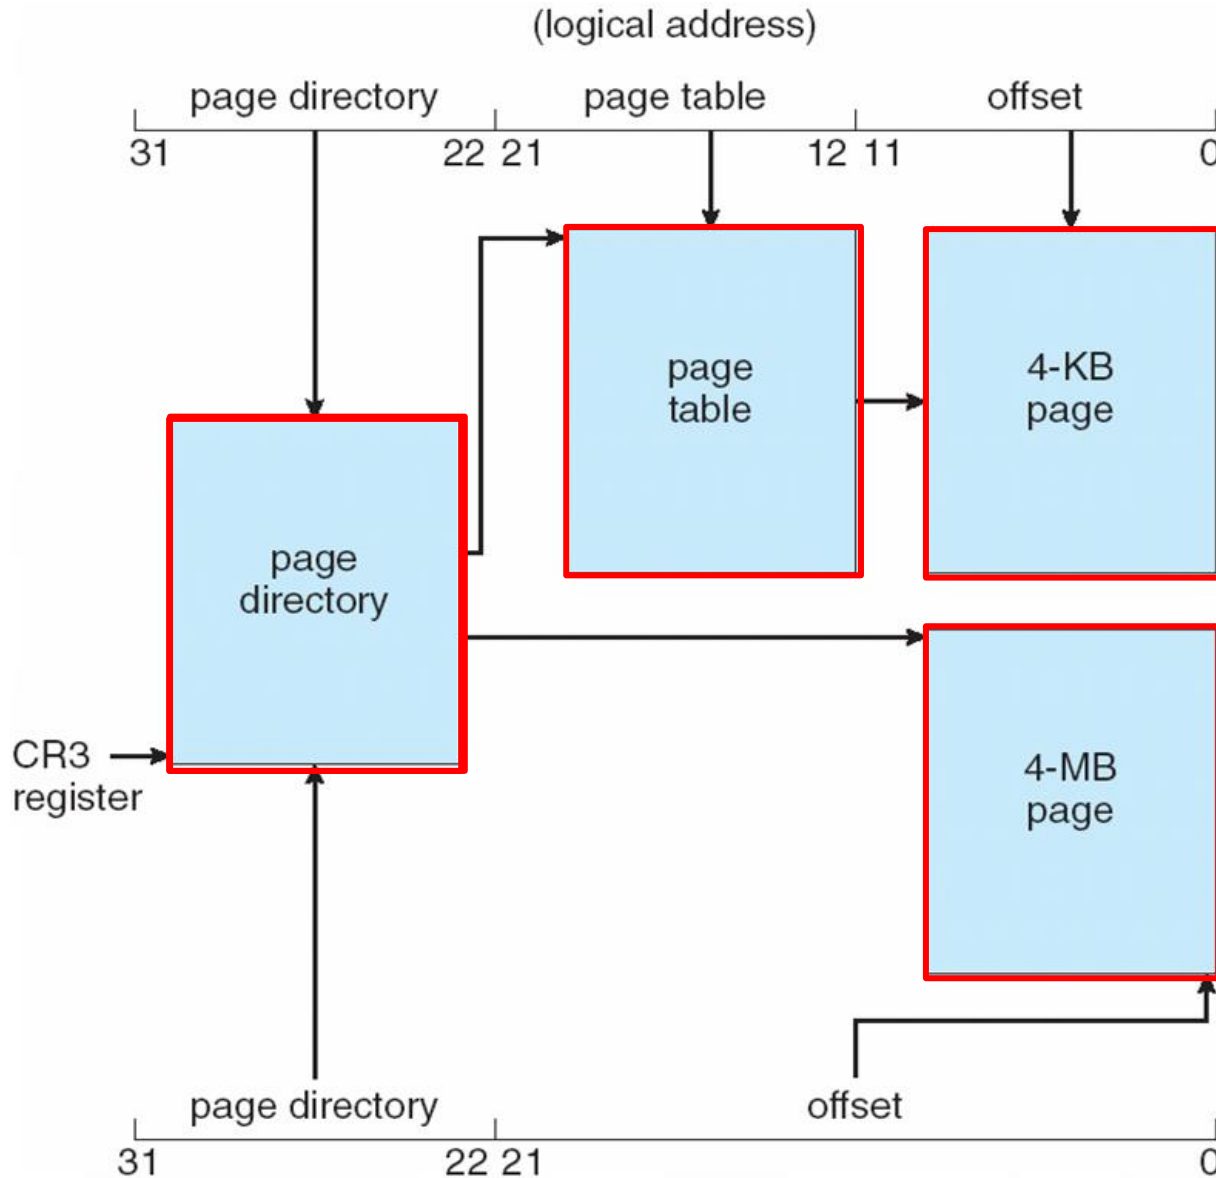 (logical address)
page directory page table offset
31 22 21 12 11 0
page
table
4-KB
page
page
directory
CR3
register
4-MB
page
page directory offset
31 22 21 0